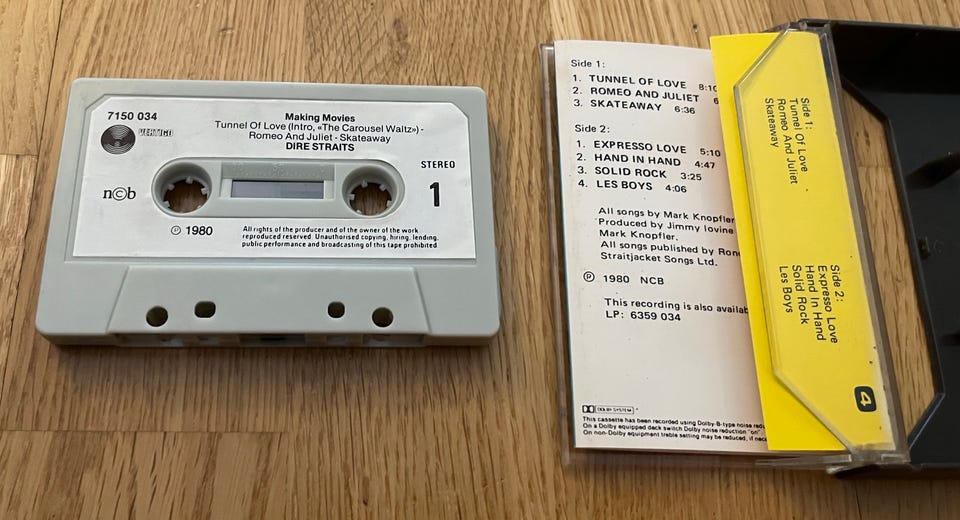 7150 034
VERTIGO
Making Movies
Tunnel Of Love (Intro, «The Carousel Waltz») -
Romeo And Juliet - Skateaway
DIRE STRAITS
STEREO
1
n©b
℗ 1980
All rights of the producer and of the owner of the work
reproduced reserved. Unauthorised copying, hiring, lending,
public performance and broadcasting of this tape prohibited
Side 1:
1. TUNNEL OF LOVE 8:10
2. ROMEO AND JULIET 6
3. SKATEAWAY 6:36
Side 2:
1. EXPRESSO LOVE 5:10
2. HAND IN HAND 4:47
3. SOLID ROCK 3:25
4. LES BOYS 4:06
All songs by Mark Knopfler
Produced by Jimmy Iovine
Mark Knopfler.
All songs published by
Straitjacket Songs Ltd.
℗ 1980 NCB
This recording is also
LP: 6359 034
DOLBY SYSTEM
This cassette has been recorded using Dolby-B-type noise
On a Dolby equipped deck switch Dolby noise reduction "on".
On non-Dolby equipment treble setting may be reduced, if
Side 1:
Tunnel Of Love
Romeo And Juliet
Skateaway
Side 2:
Expresso Love
Hand In Hand
Solid Rock
Les Boys
4